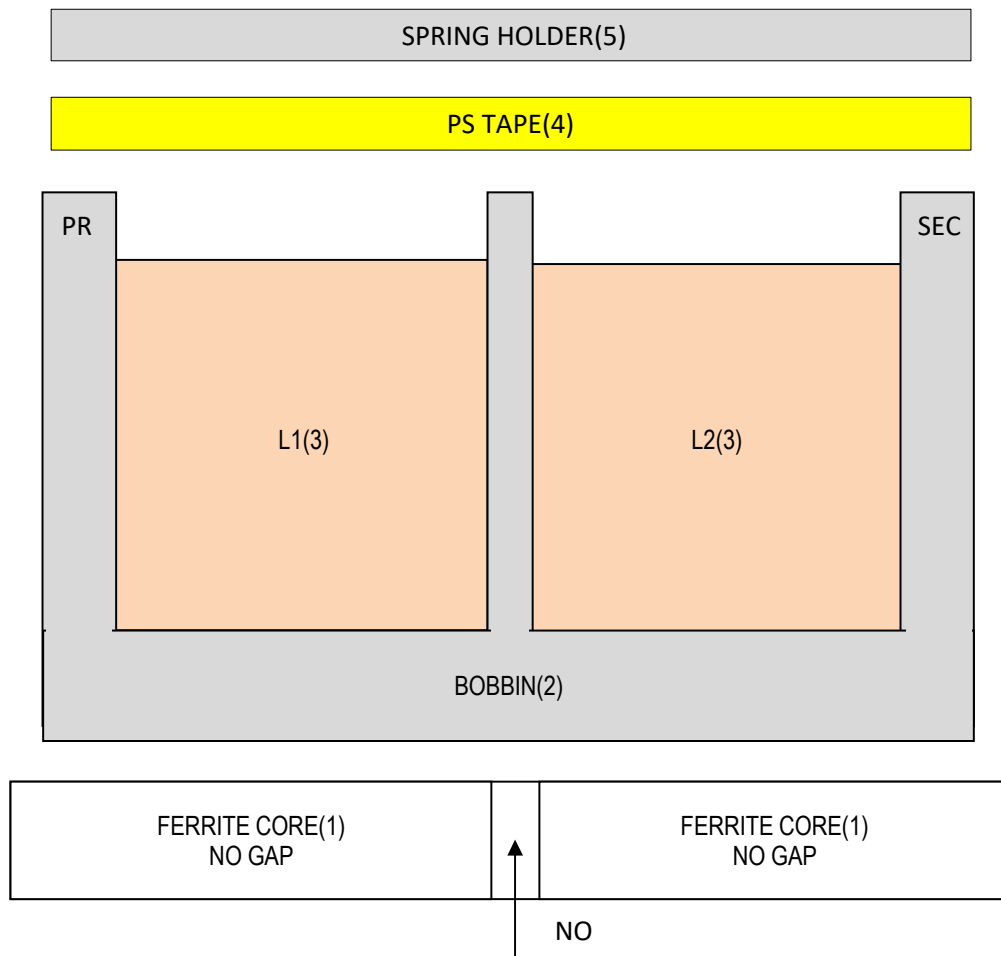 SPRING HOLDER(5)
PS TAPE(4)
PR
SEC
L1(3)
L2(3)
BOBBIN(2)
FERRITE CORE(1)
NO GAP
FERRITE CORE(1)
NO GAP
NO